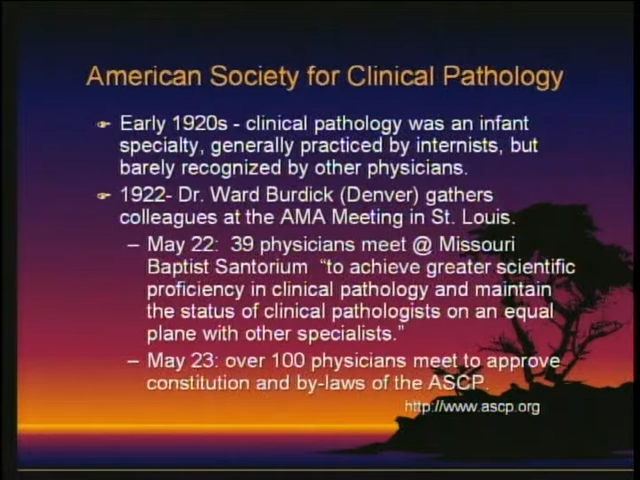 American Society for Clinical Pathology
Early 1920s - clinical pathology was an infant
specialty, generally practiced by internists, but
barely recognized by other physicians.
1922- Dr. Ward Burdick (Denver) gathers
colleagues at the AMA Meeting in St. Louis.
– May 22: 39 physicians meet @ Missouri
Baptist Santorium “to achieve greater scientific
proficiency in clinical pathology and maintain
the status of clinical pathologists on an equal
plane with other specialists.”
– May 23: over 100 physicians meet to approve
constitution and by-laws of the ASCP.
http://www.ascp.org